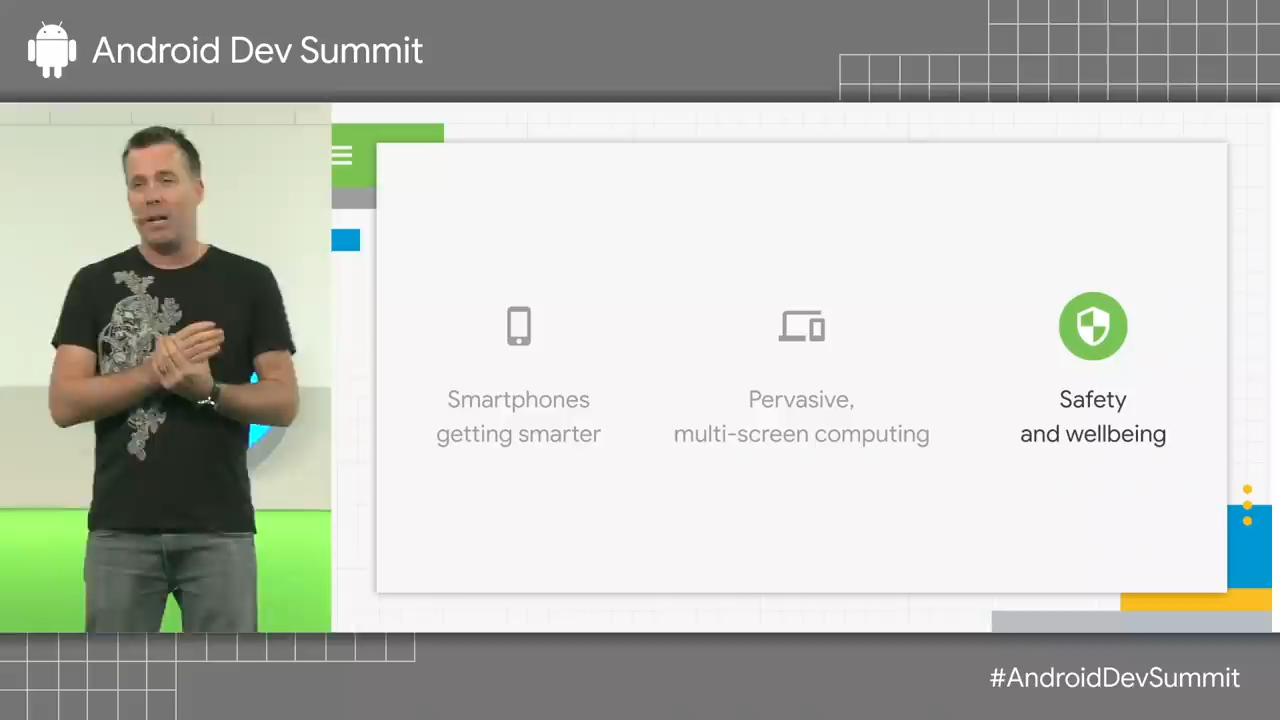 Android Dev Summit
Smartphones
getting smarter
Pervasive,
multi-screen computing
Safety
and wellbeing
#AndroidDevSummit